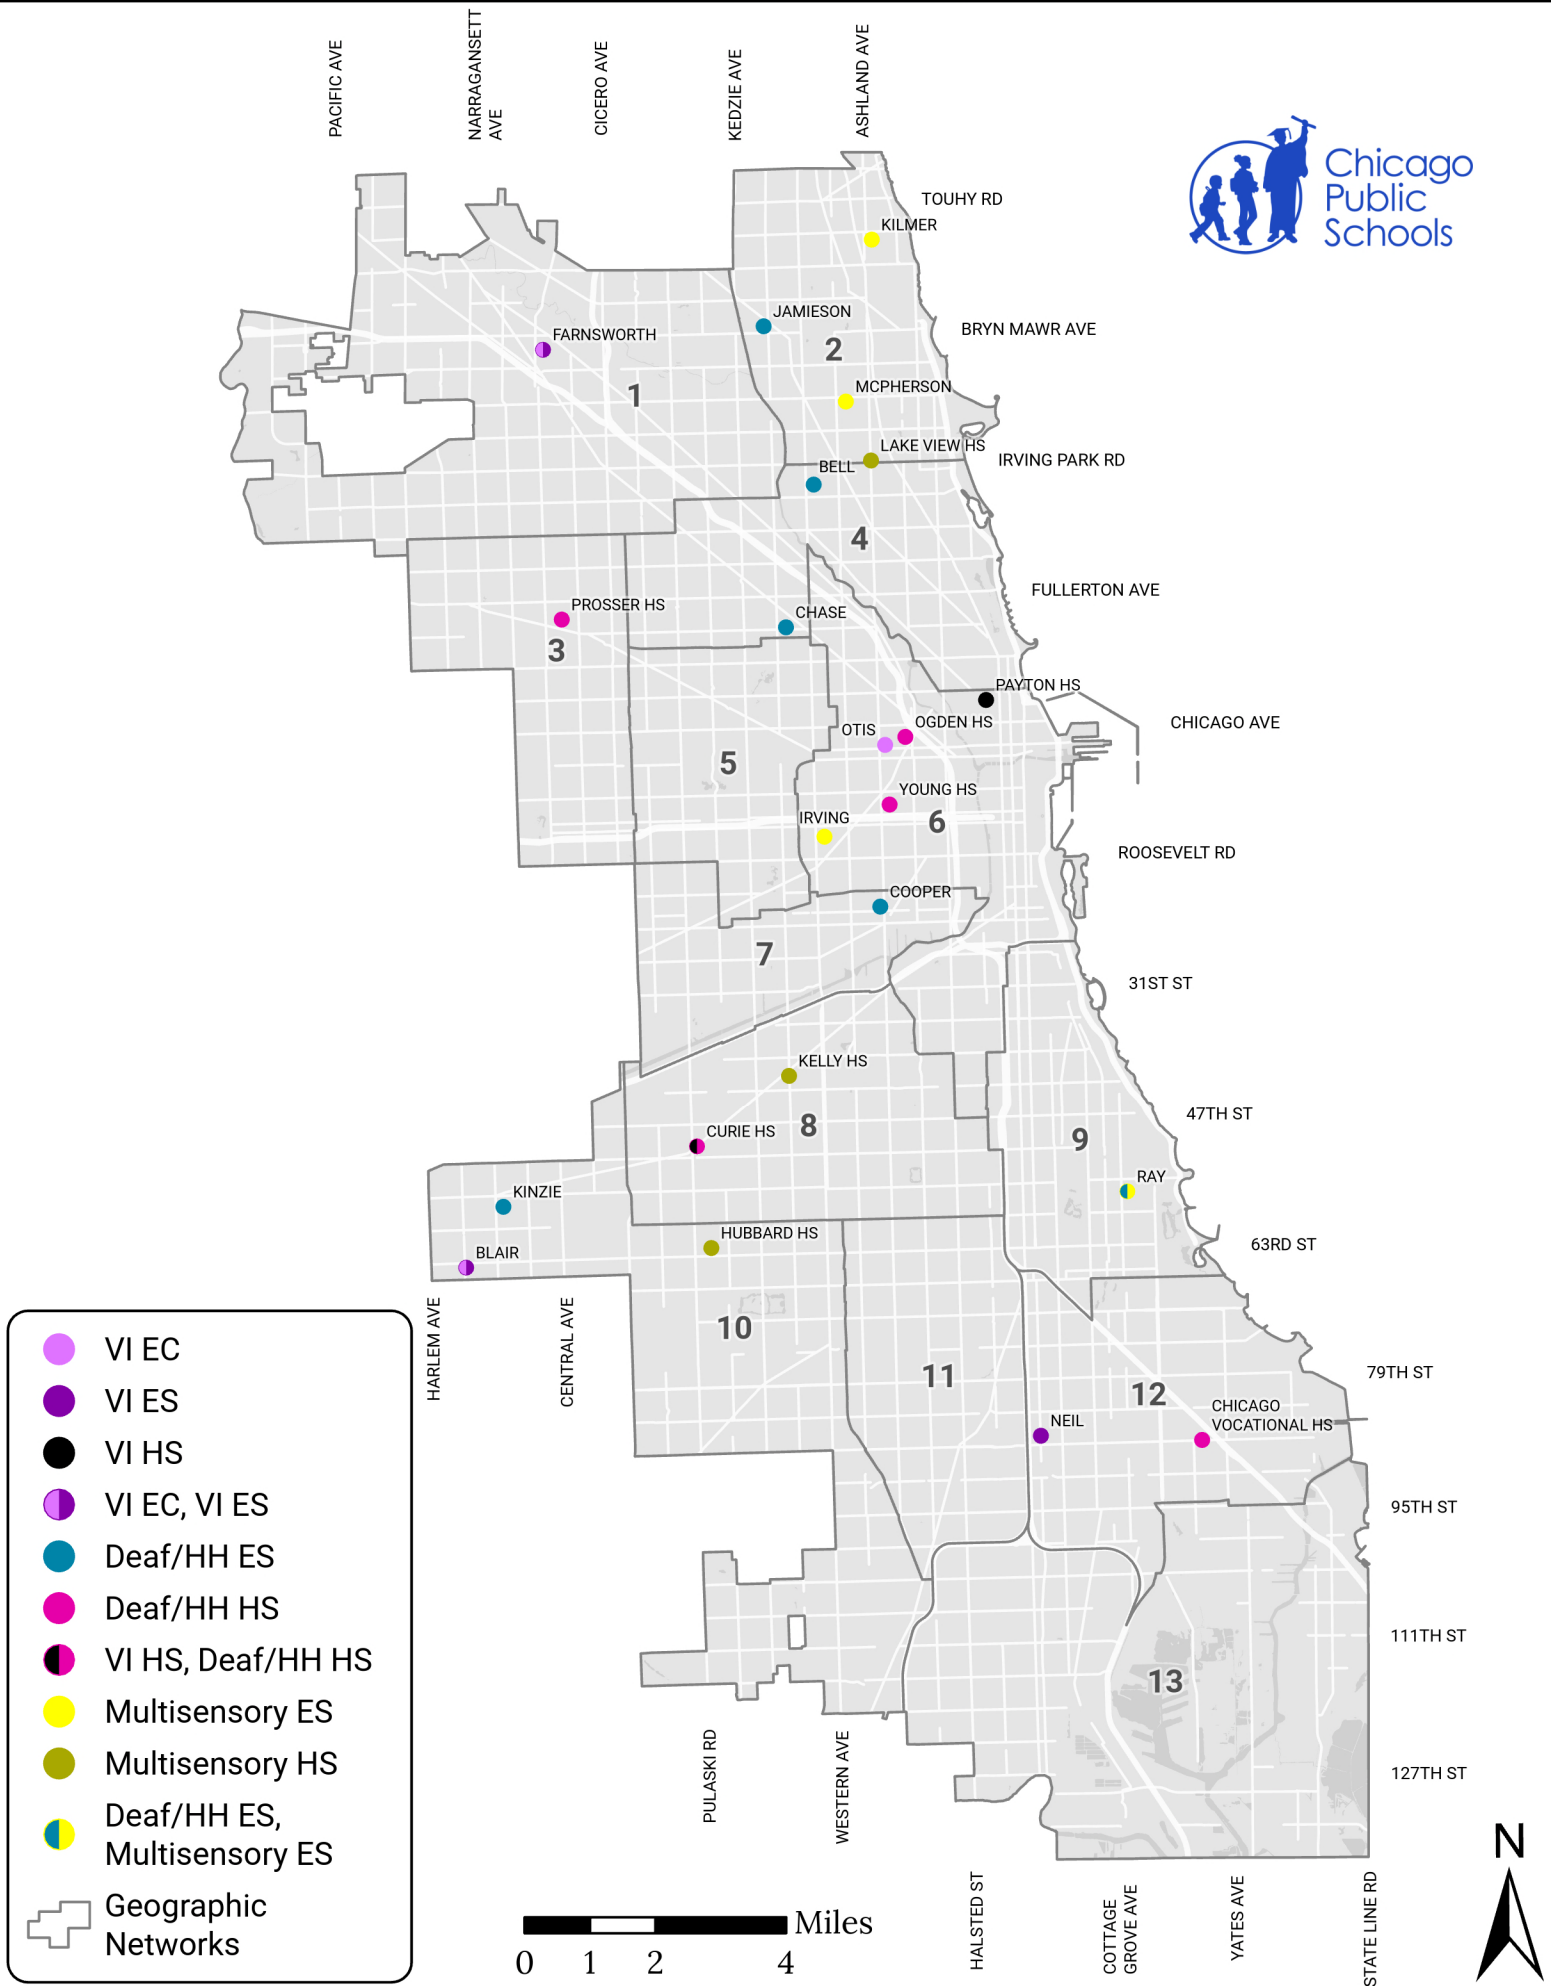 PACIFIC AVE
NARRAGANSETT
AVE
CICERO AVE
KEDZIE AVE
ASHLAND AVE
Chicago
Public
Schools
TOUHY RD
KILMER
JAMIESON
BRYN MAWR AVE
FARNSWORTH
2
MCPHERSON
1
LAKE VIEW HS
IRVING PARK RD
BELL
4
FULLERTON AVE
PROSSER HS
CHASE
3
PAYTON HS
OGDEN HS
CHICAGO AVE
OTIS
5
YOUNG HS
IRVING
6
ROOSEVELT RD
COOPER
7
31ST ST
KELLY HS
47TH ST
8
CURIE HS
9
RAY
KINZIE
HUBBARD HS
63RD ST
BLAIR
HARLEM AVE
CENTRAL AVE
10
11
79TH ST
12
CHICAGO
VOCATIONAL HS
NEIL
95TH ST
111TH ST
13
127TH ST
PULASKI RD
WESTERN AVE
HALSTED ST
COTTAGE
GROVE AVE
YATES AVE
STATE LINE RD
VI EC
VI ES
VI HS
VI EC, VI ES
Deaf/HH ES
Deaf/HH HS
VI HS, Deaf/HH HS
Multisensory ES
Multisensory HS
Deaf/HH ES,
Multisensory ES
Geographic
Networks
Miles
0 1 2 4
N